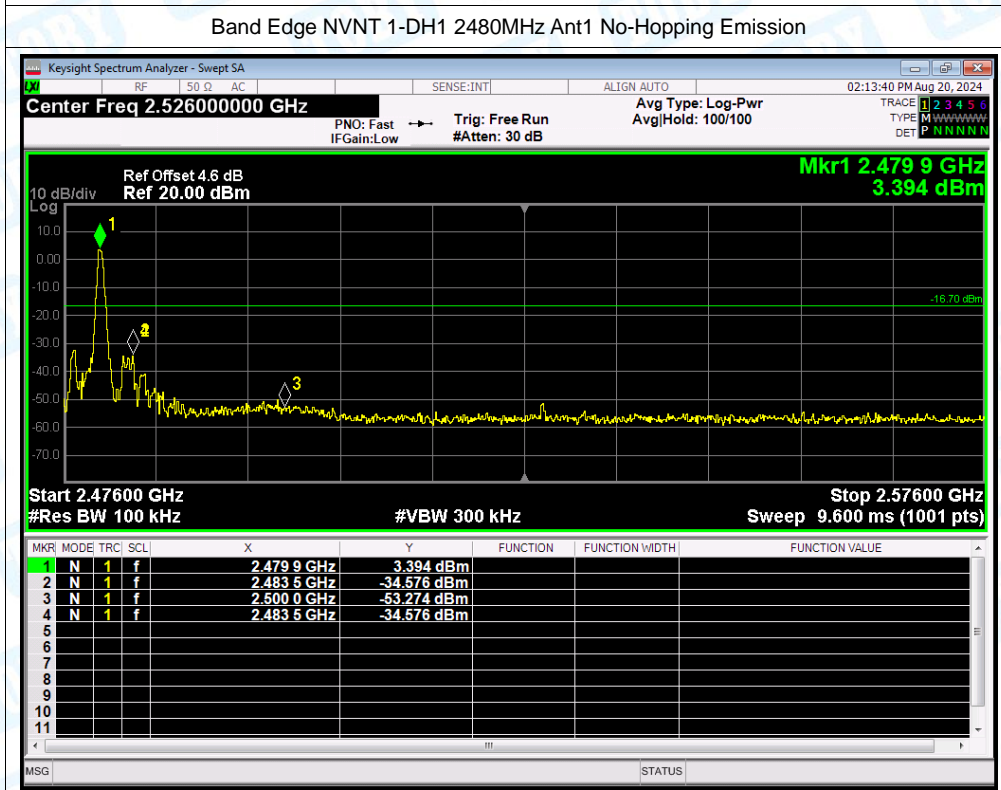 Band Edge NVNT 1-DH1 2480MHz Ant1 No-Hopping Emission
Keysight Spectrum Analyzer - Swept SA
LXI RF 50 Ω AC SENSE:INT ALIGN AUTO 02:13:40 PM Aug 20, 2024
Center Freq 2.526000000 GHz Avg Type: Log-Pwr TRACE 1 2 3 4 5 6
PNO: Fast Trig: Free Run Avg|Hold: 100/100 TYPE M WWWWW
IFGain:Low #Atten: 30 dB DET P N N N N N
Mkr1 2.479 9 GHz
Ref Offset 4.6 dB
10 dB/div Ref 20.00 dBm 3.394 dBm
Log
1
10.0
0.00
-10.0
-16.70 dBm
-20.0
-30.0
-40.0
3
-50.0
-60.0
-70.0
Start 2.47600 GHz Stop 2.57600 GHz
#Res BW 100 kHz #VBW 300 kHz Sweep 9.600 ms (1001 pts)
MKR MODE TRC SCL X Y FUNCTION FUNCTION WIDTH FUNCTION VALUE
1 N 1 f 2.479 9 GHz 3.394 dBm
2 N 1 f 2.483 5 GHz -34.576 dBm
3 N 1 f 2.500 0 GHz -53.274 dBm
4 N 1 f 2.483 5 GHz -34.576 dBm
5
6
7
8
9
10
11
MSG STATUS